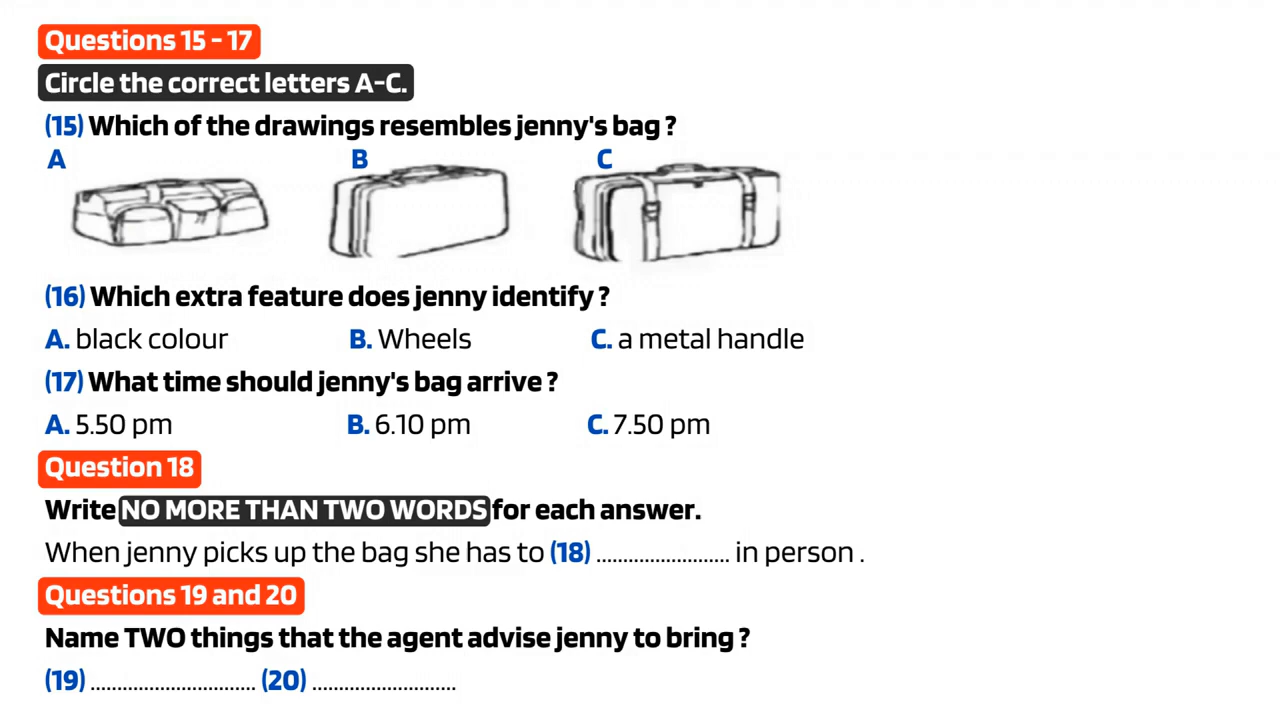 Questions 15 - 17
Circle the correct letters A-C.
(15) Which of the drawings resembles jenny's bag ?
A B C
(16) Which extra feature does jenny identify ?
A. black colour B. Wheels C. a metal handle
(17) What time should jenny's bag arrive ?
A. 5.50 pm B. 6.10 pm C. 7.50 pm
Question 18
Write NO MORE THAN TWO WORDS for each answer.
When jenny picks up the bag she has to (18) ......................... in person .
Questions 19 and 20
Name TWO things that the agent advise jenny to bring ?
(19) ............................... (20) ...........................